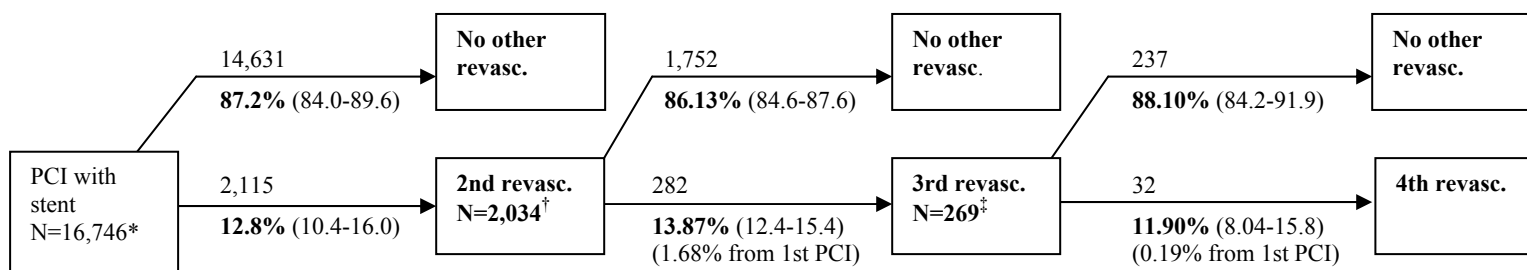 14,631
87.2% (84.0-89.6)
No other
revasc.
1,752
86.13% (84.6-87.6)
No other
revasc.
237
88.10% (84.2-91.9)
No other
revasc.
PCI with
stent
N=16,746*
2,115
12.8% (10.4-16.0)
2nd revasc.
N=2,034†
282
13.87% (12.4-15.4)
(1.68% from 1st PCI)
3rd revasc.
N=269‡
32
11.90% (8.04-15.8)
(0.19% from 1st PCI)
4th revasc.